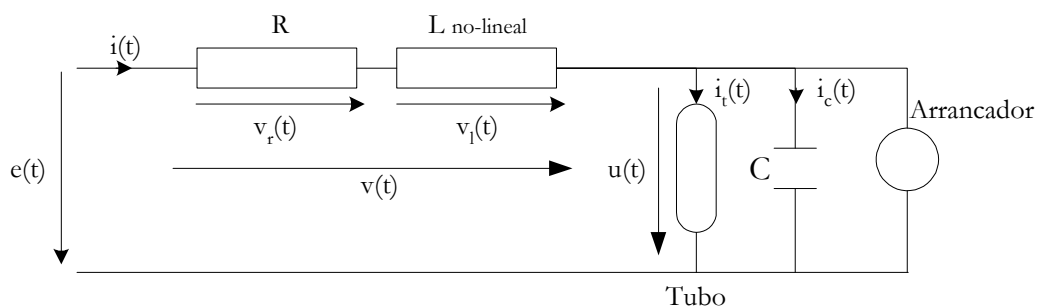 R
L no-lineal
i(t)
i_t(t)
i_c(t)
Arrancador
v_r(t)
v_l(t)
e(t)
v(t)
u(t)
C
Tubo